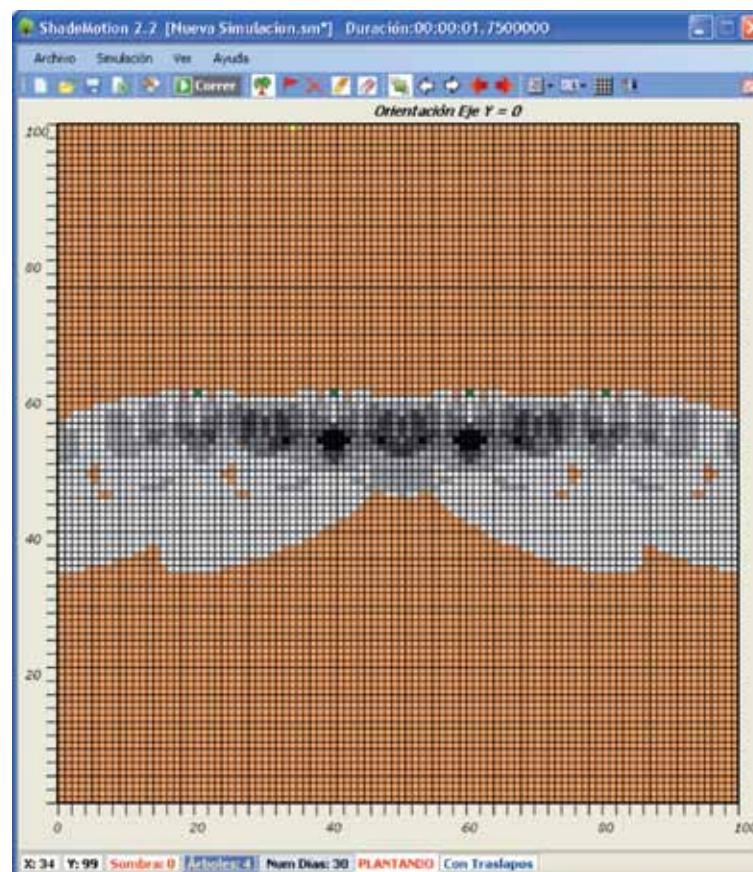 ShadeMotion 2.2 [Nueva Simulacion.sm*] Duración:00:00:01.7500000
Archivo Simulación Ver Ayuda
Correr
Orientación Eje Y = 0
100
80
60
40
20
0 20 40 60 80 100
X: 34 Y: 99 Sombra: 0 Árboles: 4 Num Dias: 30 PLANTANDO Con Traslapos